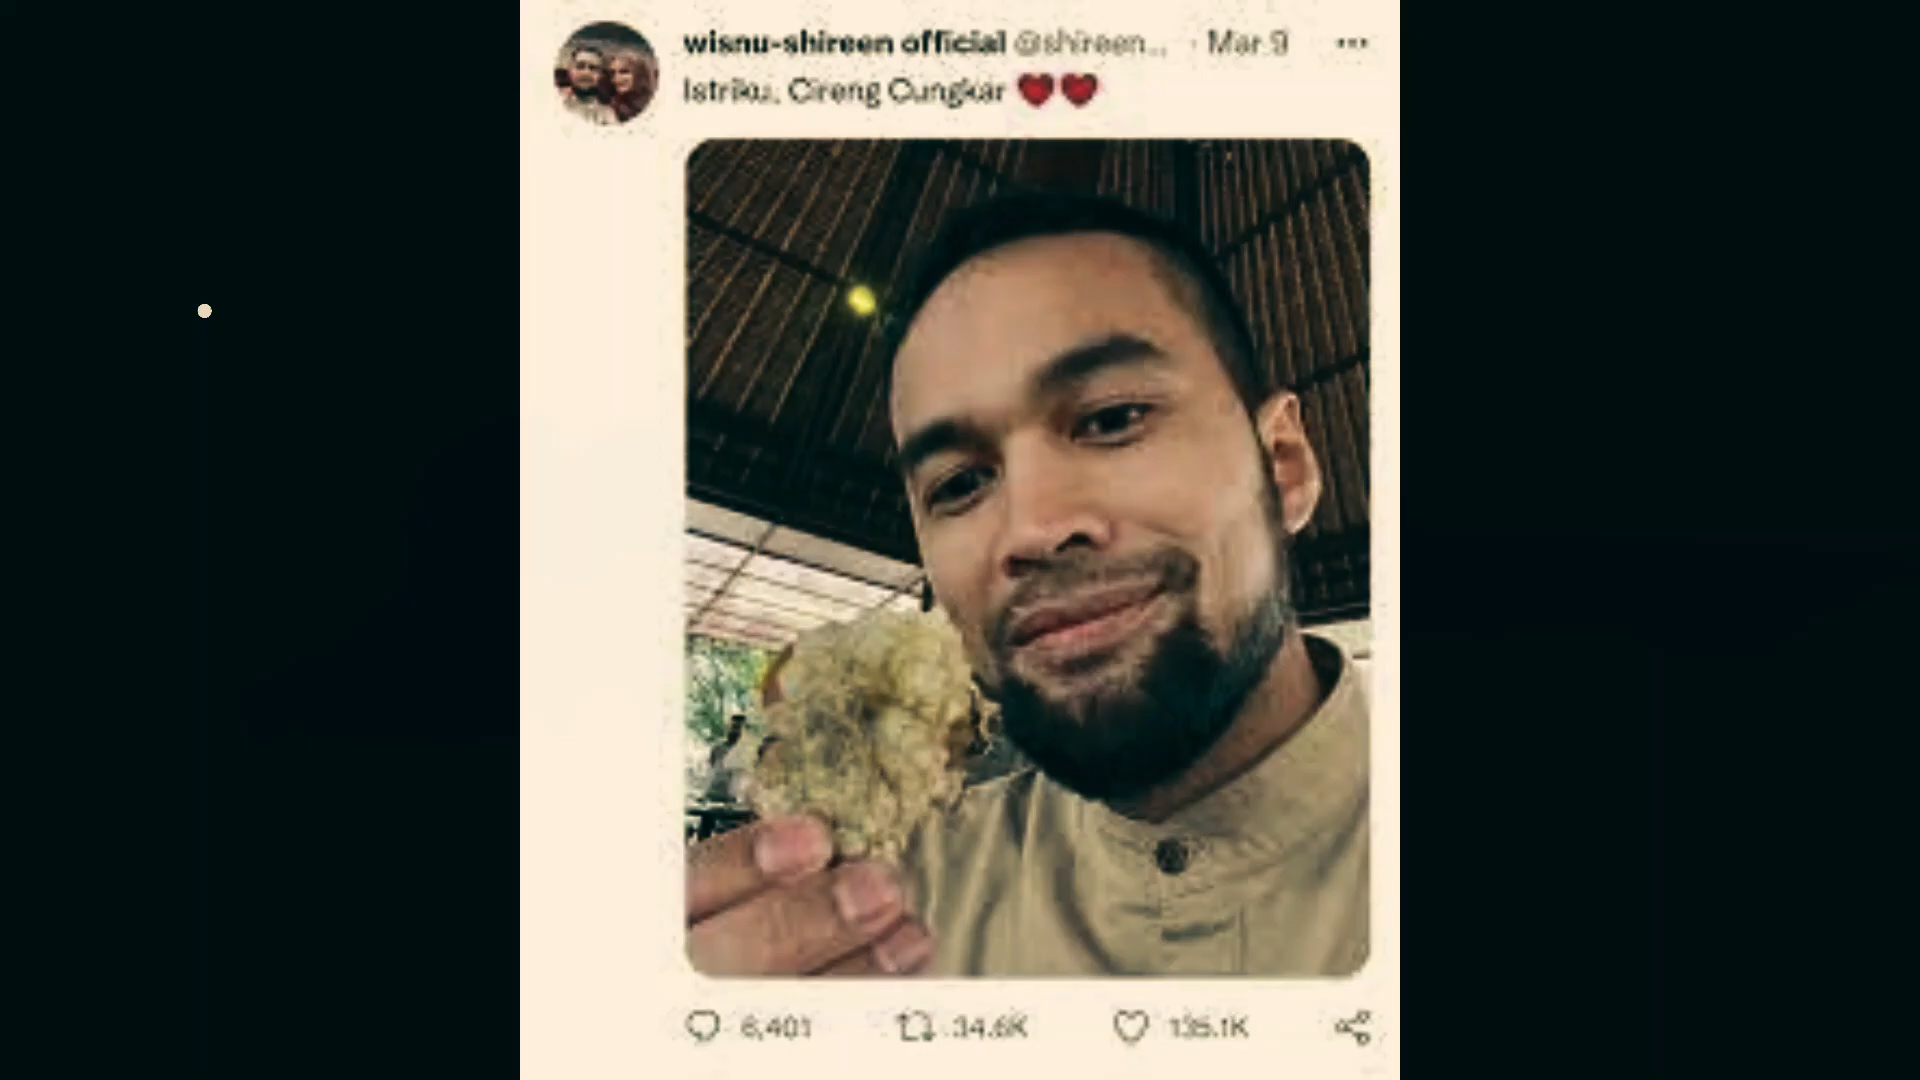 wisnu-shireen official @shireen... · Mar 9 ···
Istriku, Cireng Cungkar ❤️❤️
6,401 34.6K 135.1K